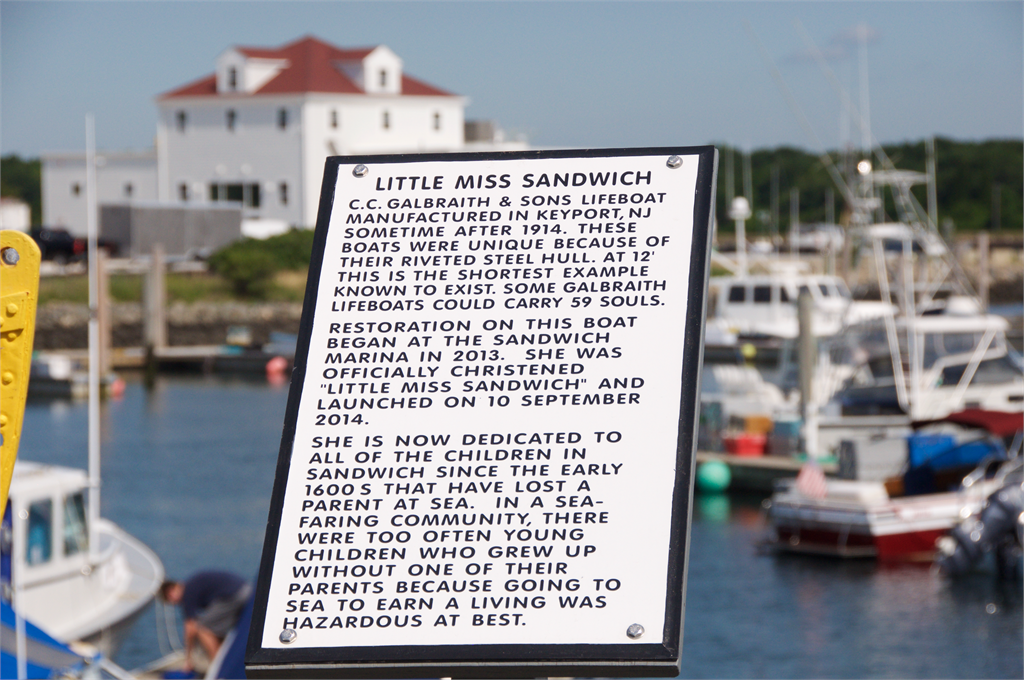 LITTLE MISS SANDWICH
C.C. GALBRAITH & SONS LIFEBOAT
MANUFACTURED IN KEYPORT, NJ
SOMETIME AFTER 1914. THESE
BOATS WERE UNIQUE BECAUSE OF
THEIR RIVETED STEEL HULL. AT 12'
THIS IS THE SHORTEST EXAMPLE
KNOWN TO EXIST. SOME GALBRAITH
LIFEBOATS COULD CARRY 59 SOULS.
RESTORATION ON THIS BOAT
BEGAN AT THE SANDWICH
MARINA IN 2013. SHE WAS
OFFICIALLY CHRISTENED
"LITTLE MISS SANDWICH" AND
LAUNCHED ON 10 SEPTEMBER
2014.
SHE IS NOW DEDICATED TO
ALL OF THE CHILDREN IN
SANDWICH SINCE THE EARLY
1600 S THAT HAVE LOST A
PARENT AT SEA. IN A SEA-
FARING COMMUNITY, THERE
WERE TOO OFTEN YOUNG
CHILDREN WHO GREW UP
WITHOUT ONE OF THEIR
PARENTS BECAUSE GOING TO
SEA TO EARN A LIVING WAS
HAZARDOUS AT BEST.